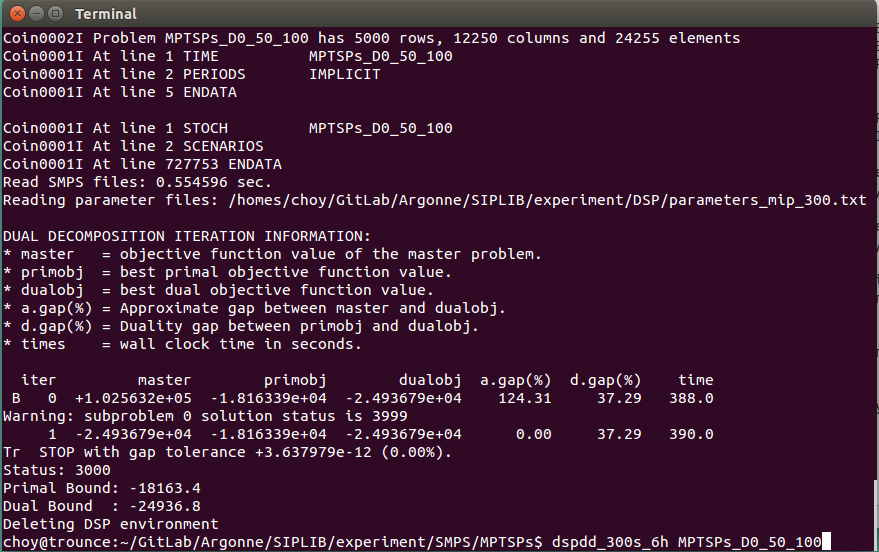 Terminal
Coin0002I Problem MPTSPs_D0_50_100 has 5000 rows, 12250 columns and 24255 elements
Coin0001I At line 1 TIME          MPTSPs_D0_50_100
Coin0001I At line 2 PERIODS       IMPLICIT
Coin0001I At line 5 ENDATA
Coin0001I At line 1 STOCH         MPTSPs_D0_50_100
Coin0001I At line 2 SCENARIOS
Coin0001I At line 727753 ENDATA
Read SMPS files: 0.554596 sec.
Reading parameter files: /homes/choy/GitLab/Argonne/SIPLIB/experiment/DSP/parameters_mip_300.txt
DUAL DECOMPOSITION ITERATION INFORMATION:
* master   = objective function value of the master problem.
* primobj  = best primal objective function value.
* dualobj  = best dual objective function value.
* a.gap(%) = Approximate gap between master and dualobj.
* d.gap(%) = Duality gap between primobj and dualobj.
* times    = wall clock time in seconds.
  iter         master        primobj        dualobj  a.gap(%)  d.gap(%)    time
 B   0  +1.025632e+05  -1.816339e+04  -2.493679e+04    124.31     37.29   388.0
Warning: subproblem 0 solution status is 3999
     1  -2.493679e+04  -1.816339e+04  -2.493679e+04      0.00     37.29   390.0
Tr  STOP with gap tolerance +3.637979e-12 (0.00%).
Status: 3000
Primal Bound: -18163.4
Dual Bound  : -24936.8
Deleting DSP environment
choy@trounce:~/GitLab/Argonne/SIPLIB/experiment/SMPS/MPTSPs$ dspdd_300s_6h MPTSPs_D0_50_100